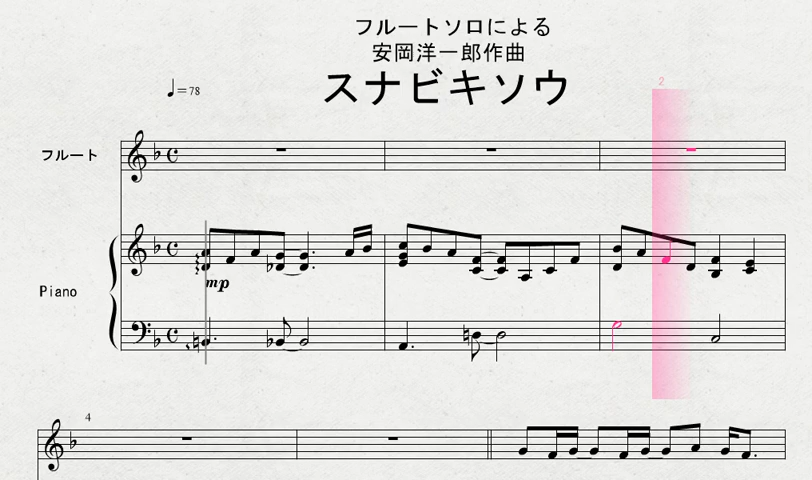 フルートソロによる
安岡洋一郎作曲
スナビキソウ
=78
2
フルート
mp
Piano
4